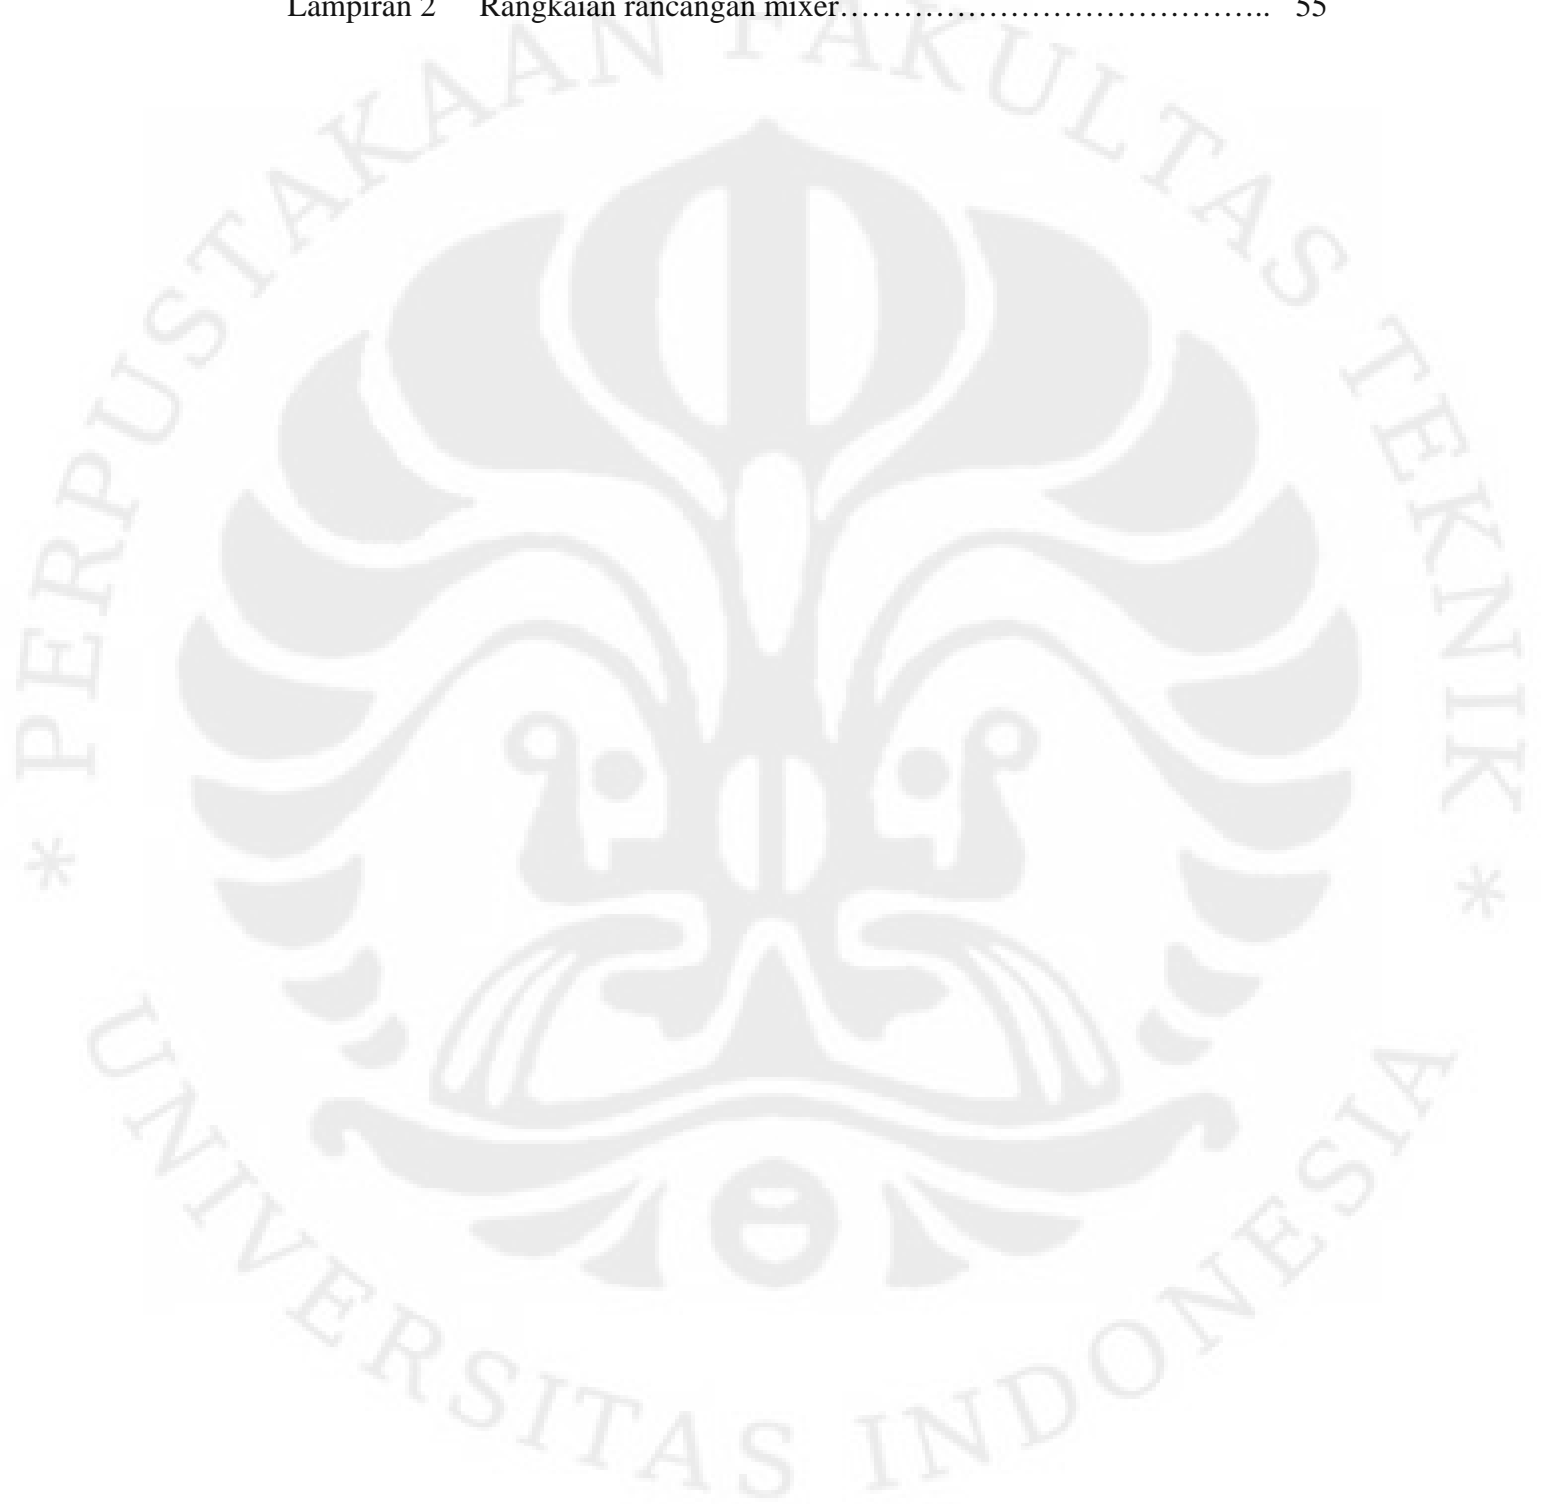 Lampiran 2 Rangkaian rancangan mixer…………………………………….. 55
PERPUSTAKAAN FAKULTAS TEKNIK
* UNIVERSITAS INDONESIA *